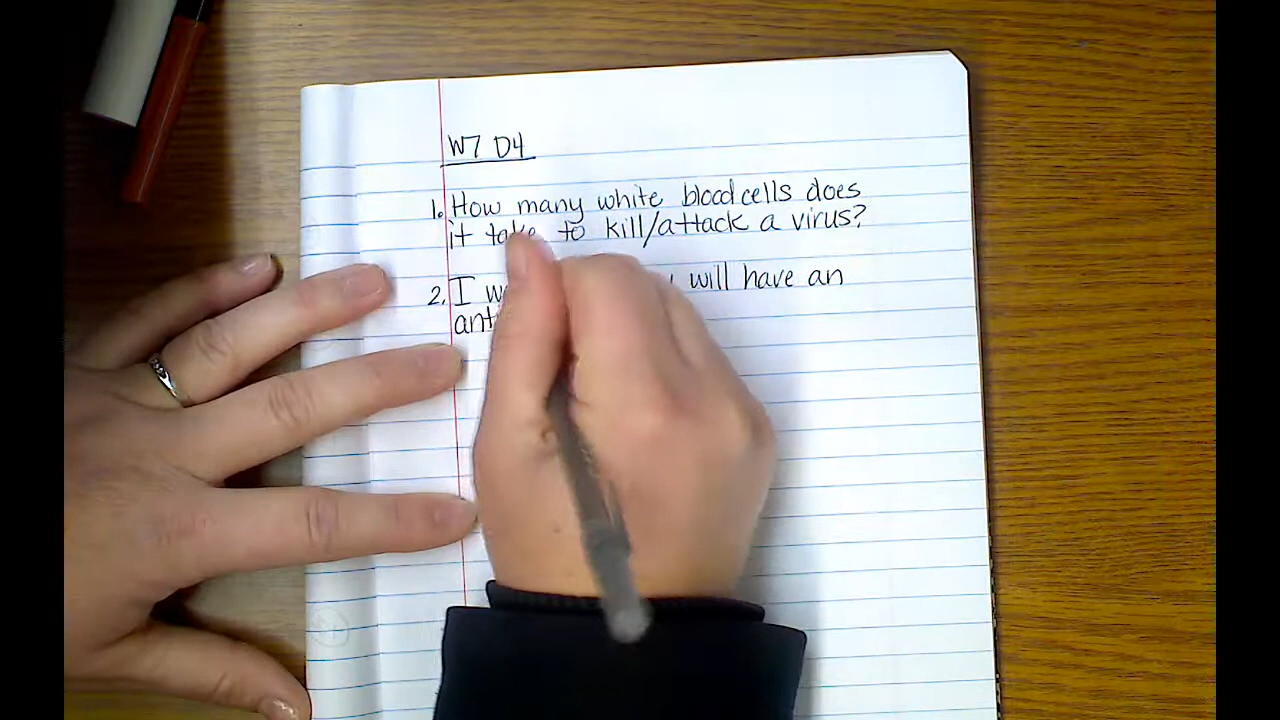 W7 D4
1. How many white blood cells does
it take to kill/attack a virus?
2. I will have an